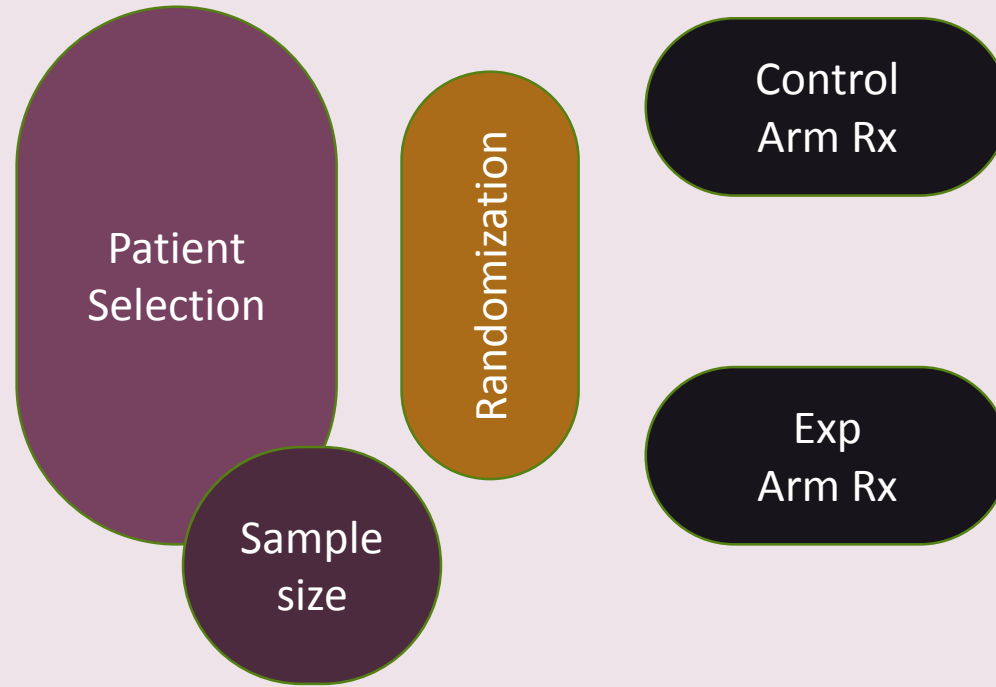 Patient
Selection
Sample
size
Randomization
Control
Arm Rx
Exp
Arm Rx